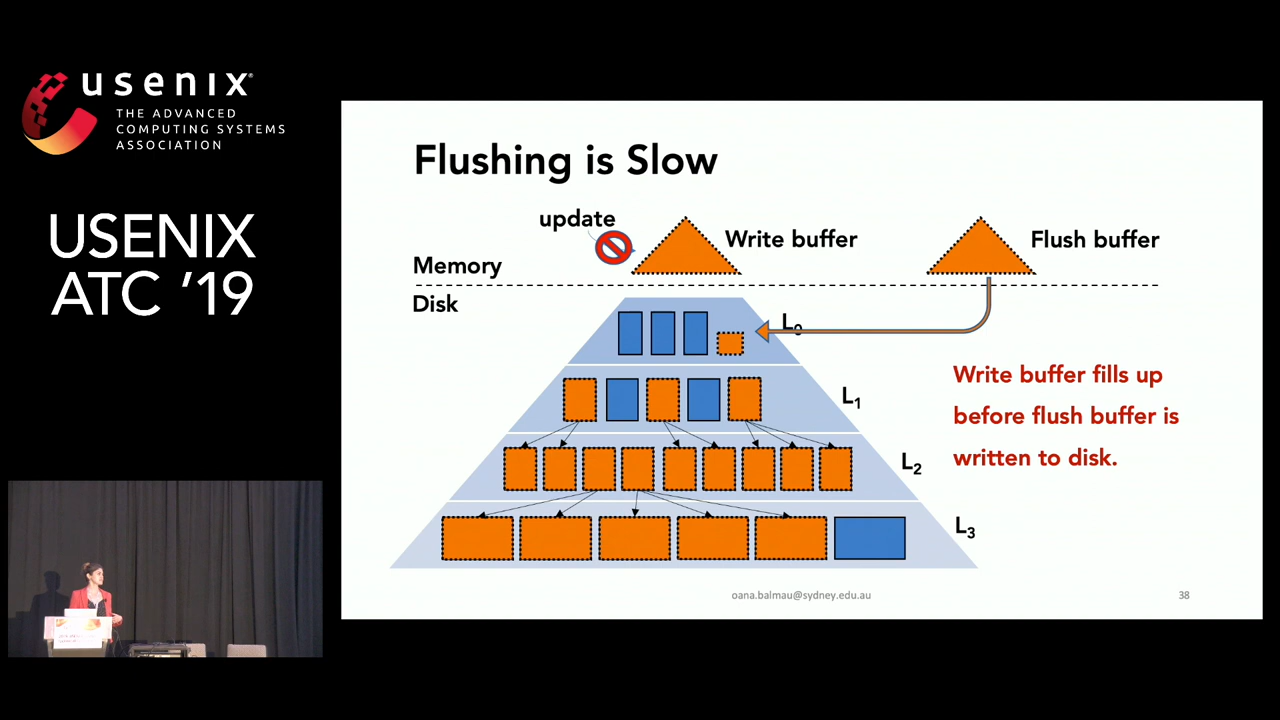 usenix
THE ADVANCED
COMPUTING SYSTEMS
ASSOCIATION
USENIX
ATC '19
Flushing is Slow
update
Write buffer
Flush buffer
Memory
Disk
L0
L1
L2
L3
Write buffer fills up
before flush buffer is
written to disk.
oana.balmau@sydney.edu.au
38